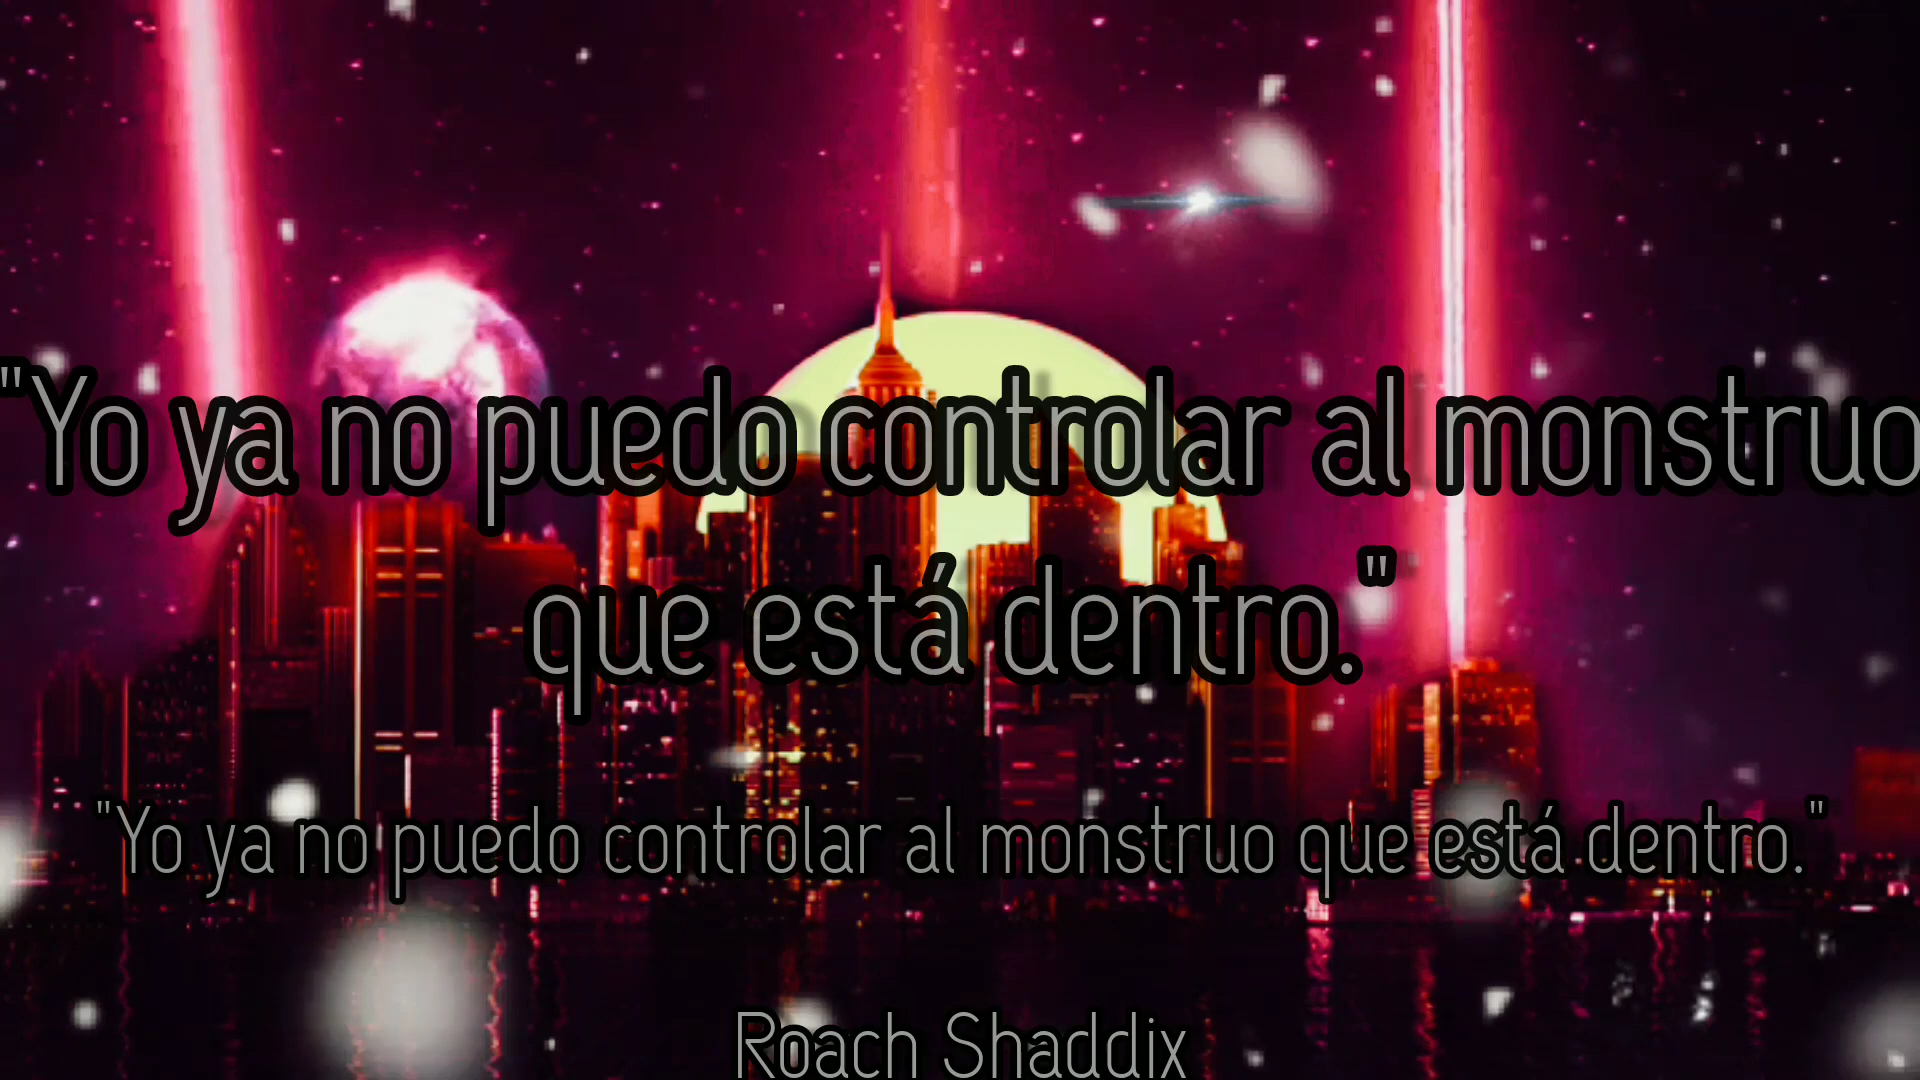 "Yo ya no puedo controlar al monstruo
que está dentro."
"Yo ya no puedo controlar al monstruo que está dentro."
Roach Shaddix